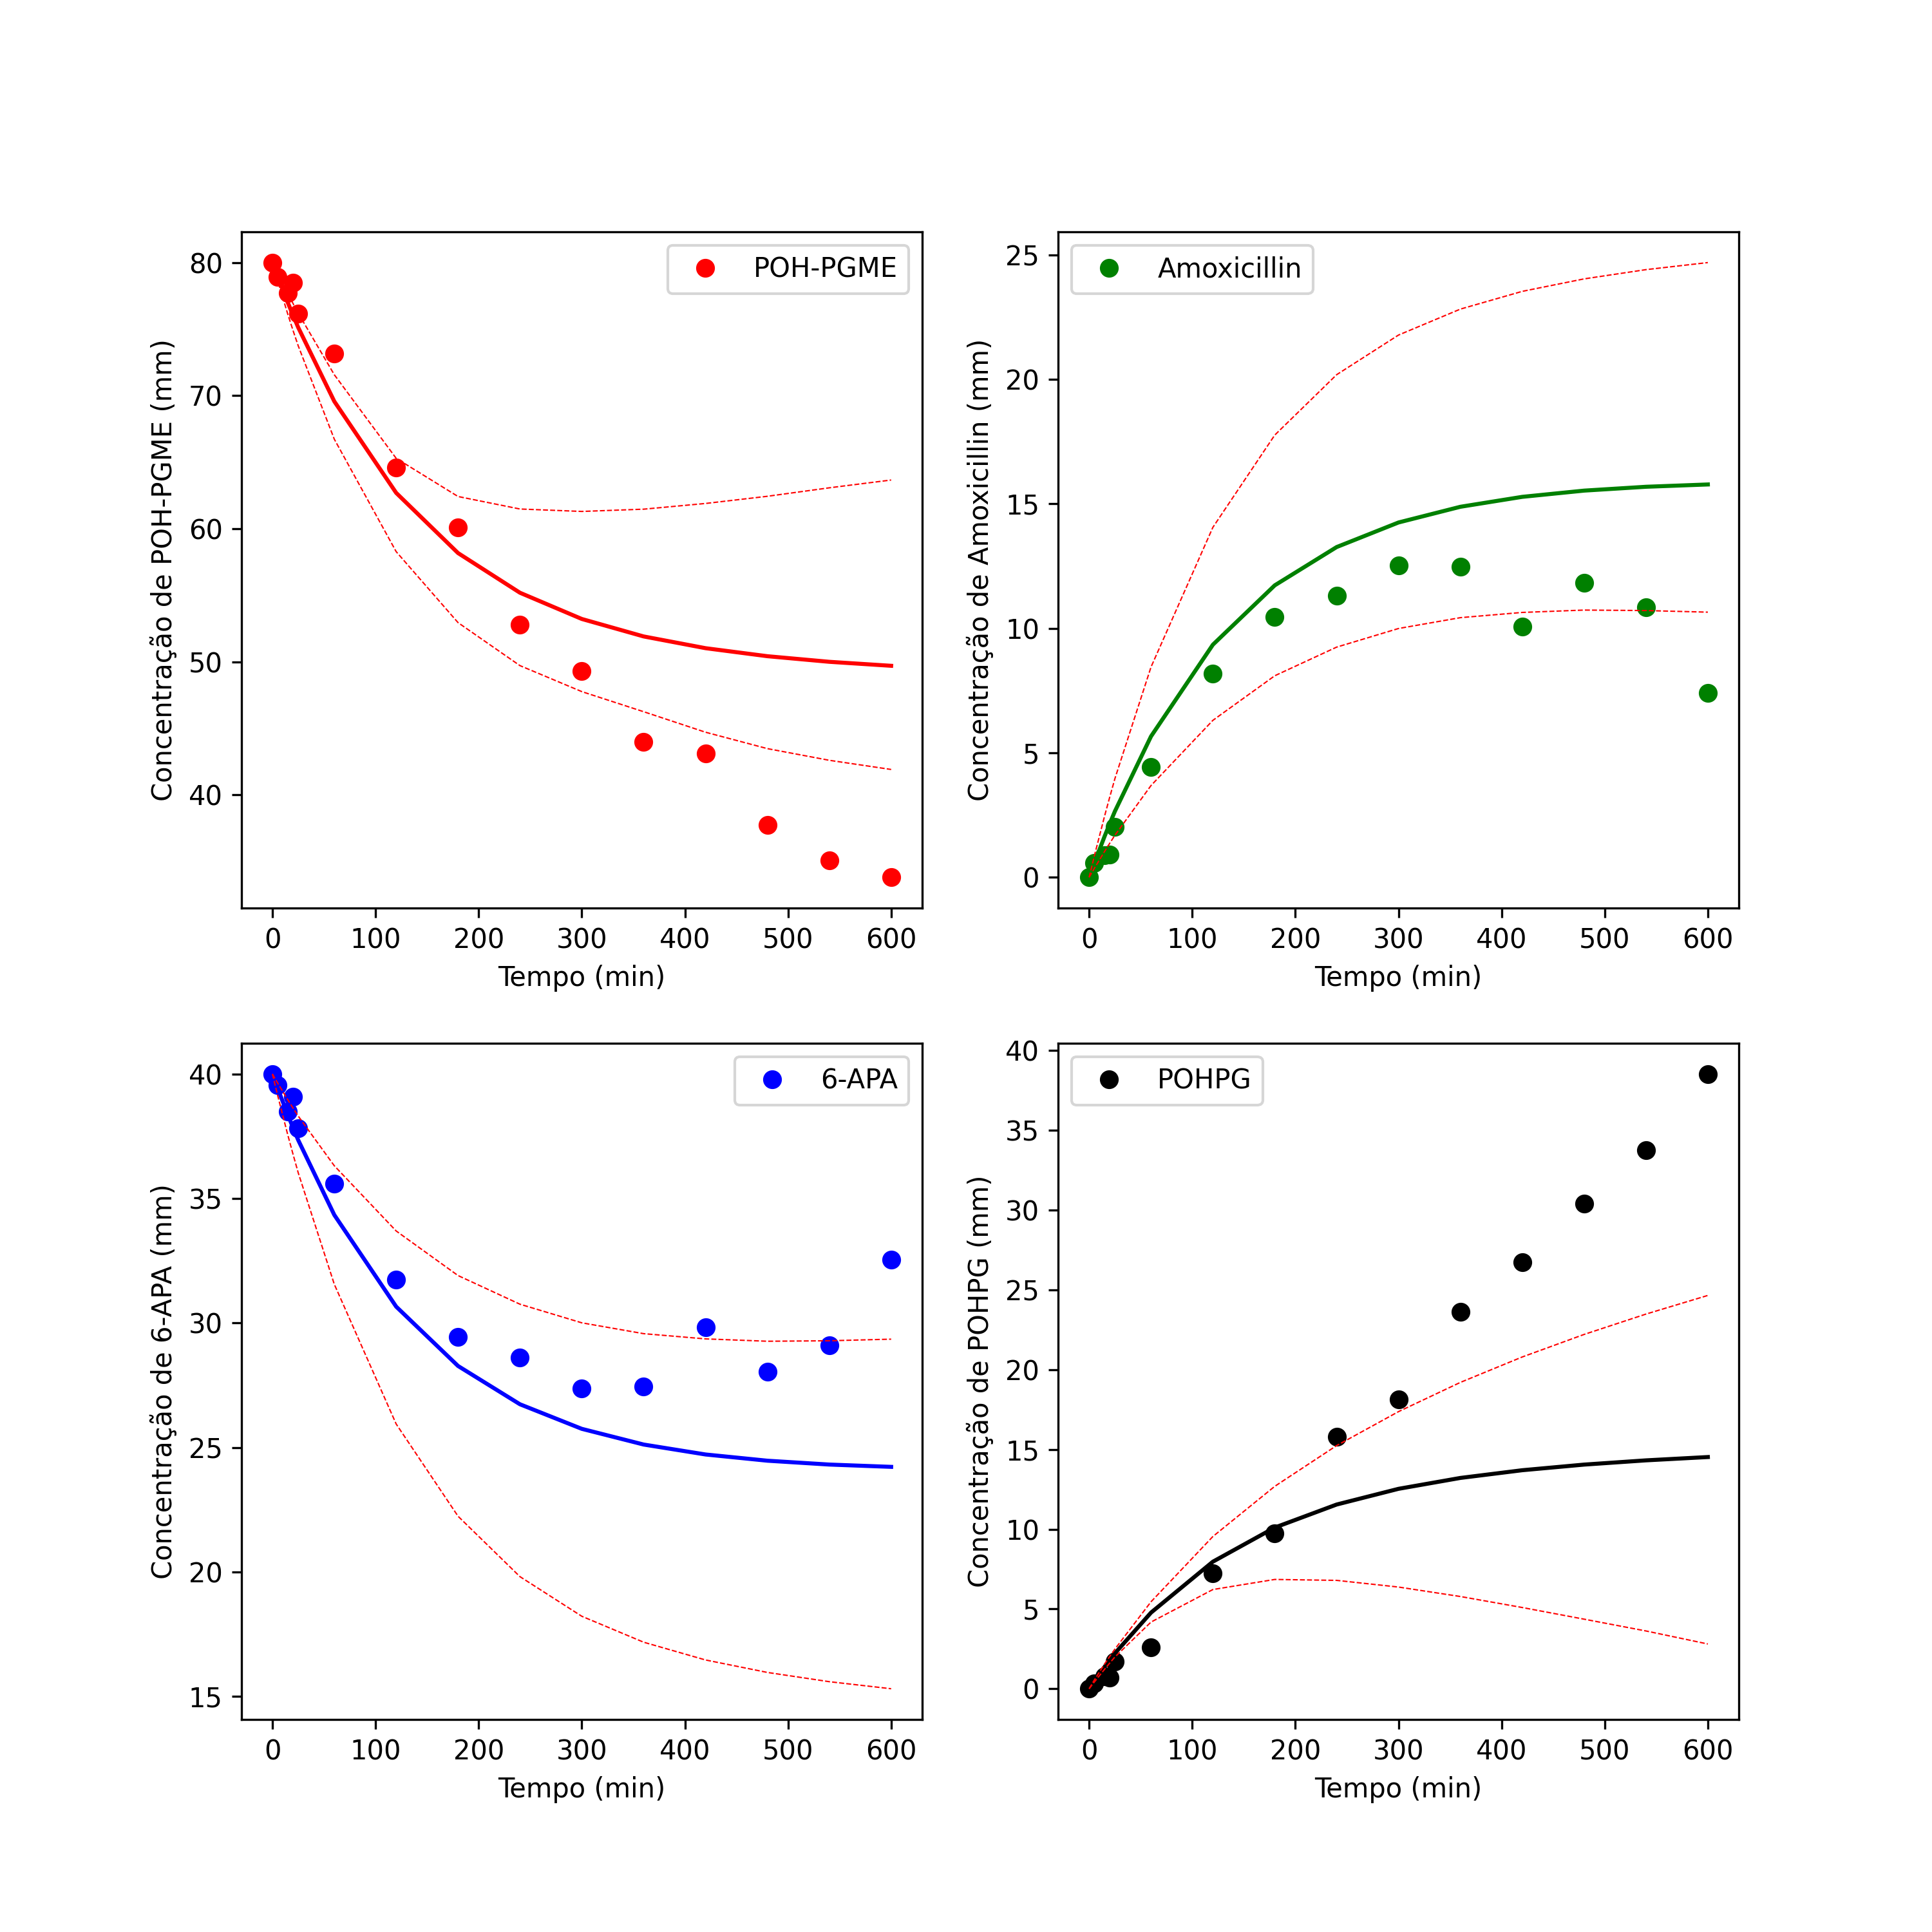 POH-PGME
80
70
60
50
40
Concentração de POH-PGME (mm)
0 100 200 300 400 500 600
Tempo (min)
Amoxicillin
25
20
15
10
5
0
Concentração de Amoxicillin (mm)
0 100 200 300 400 500 600
Tempo (min)
6-APA
40
35
30
25
20
15
Concentração de 6-APA (mm)
0 100 200 300 400 500 600
Tempo (min)
POHPG
40
35
30
25
20
15
10
5
0
Concentração de POHPG (mm)
0 100 200 300 400 500 600
Tempo (min)